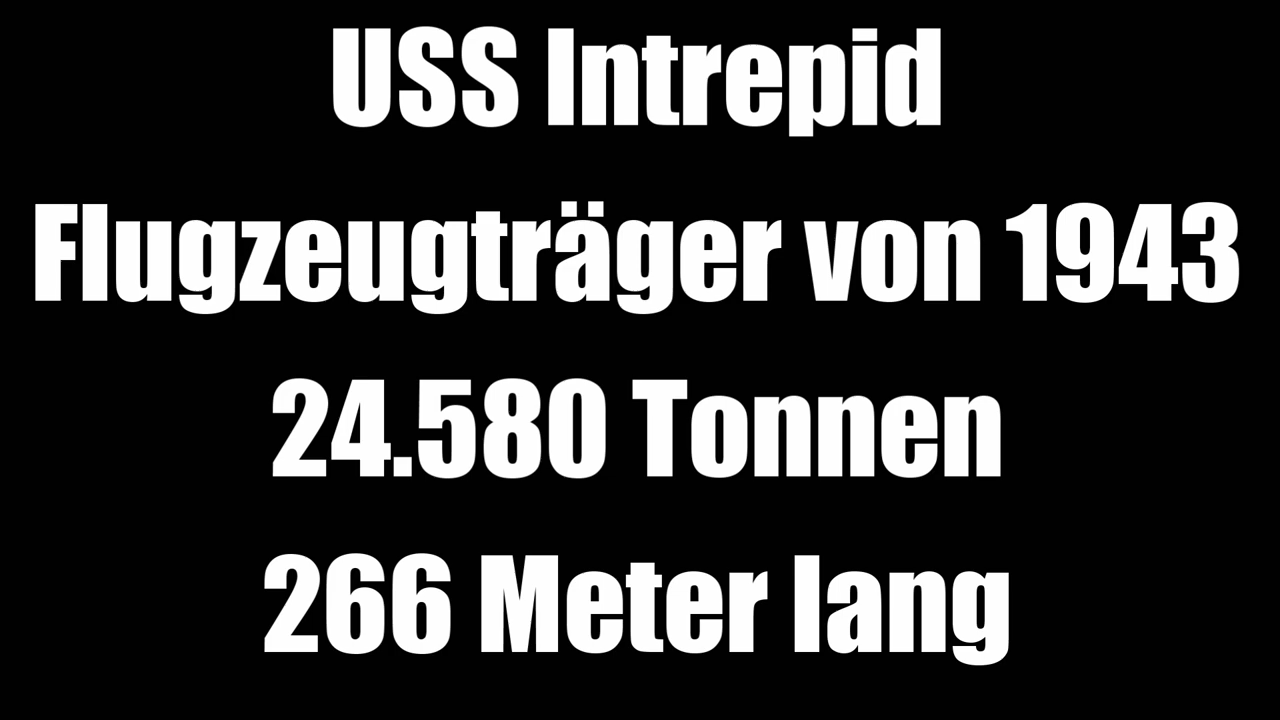 USS Intrepid
Flugzeugträger von 1943
24.580 Tonnen
266 Meter lang